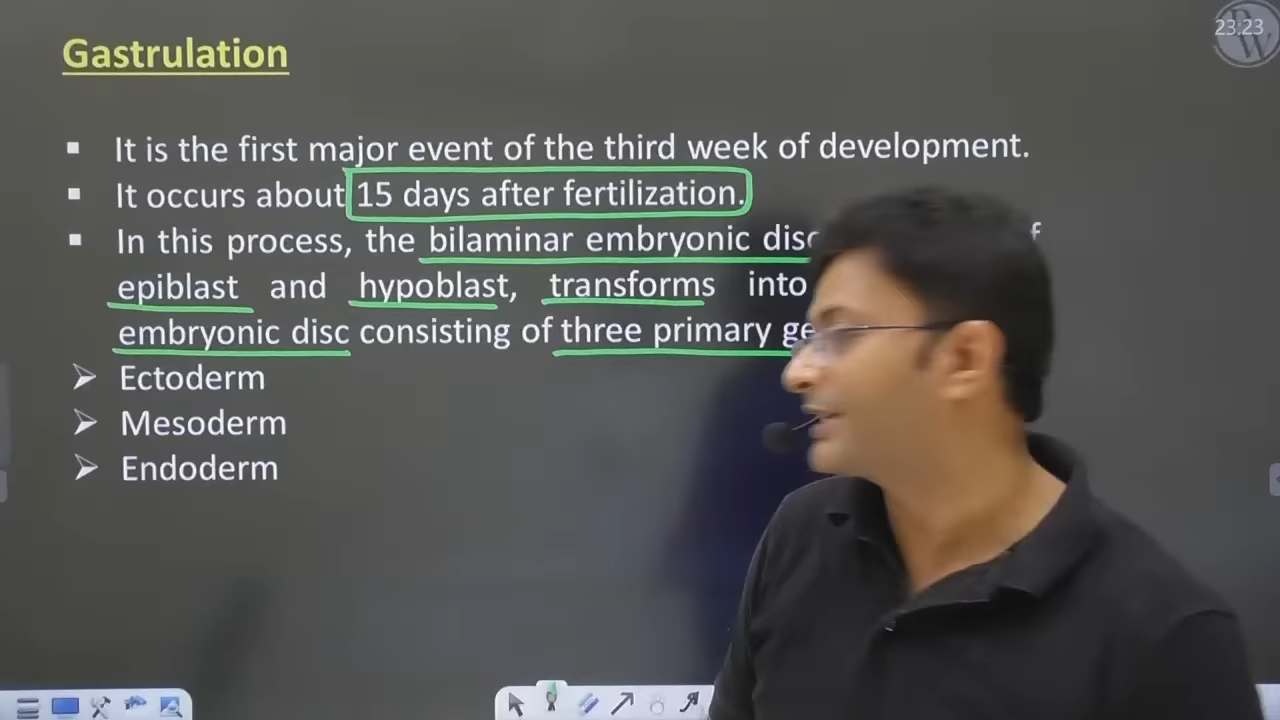 23:23
PW
Gastrulation
▪ It is the first major event of the third week of development.
▪ It occurs about 15 days after fertilization.
▪ In this process, the bilaminar embryonic
epiblast and hypoblast, transforms into
embryonic disc consisting of three primary
➢ Ectoderm
➢ Mesoderm
➢ Endoderm